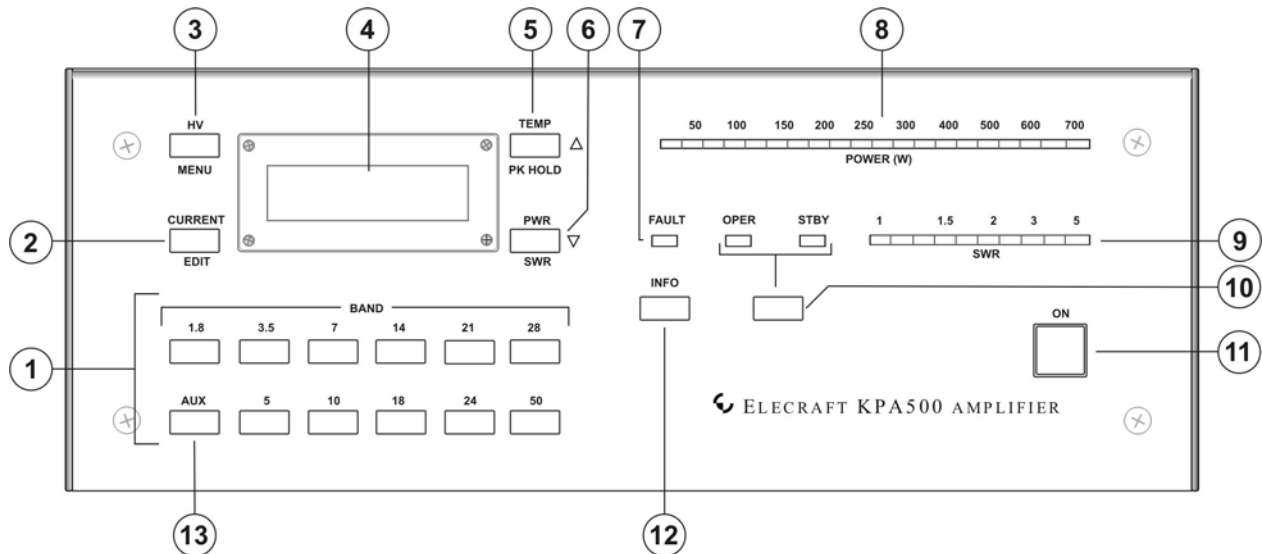 3 4 5 6 7 8
HV
MENU
TEMP
PK HOLD
△
50 100 150 200 250 300 400 500 600 700
POWER (W)
2
CURRENT
EDIT
PWR
SWR
▽
FAULT OPER STBY
1 1.5 2 3 5
SWR
9
INFO
10
BAND
1.8 3.5 7 14 21 28
ON
11
1
AUX 5 10 18 24 50
ELECRAFT KPA500 AMPLIFIER
13 12